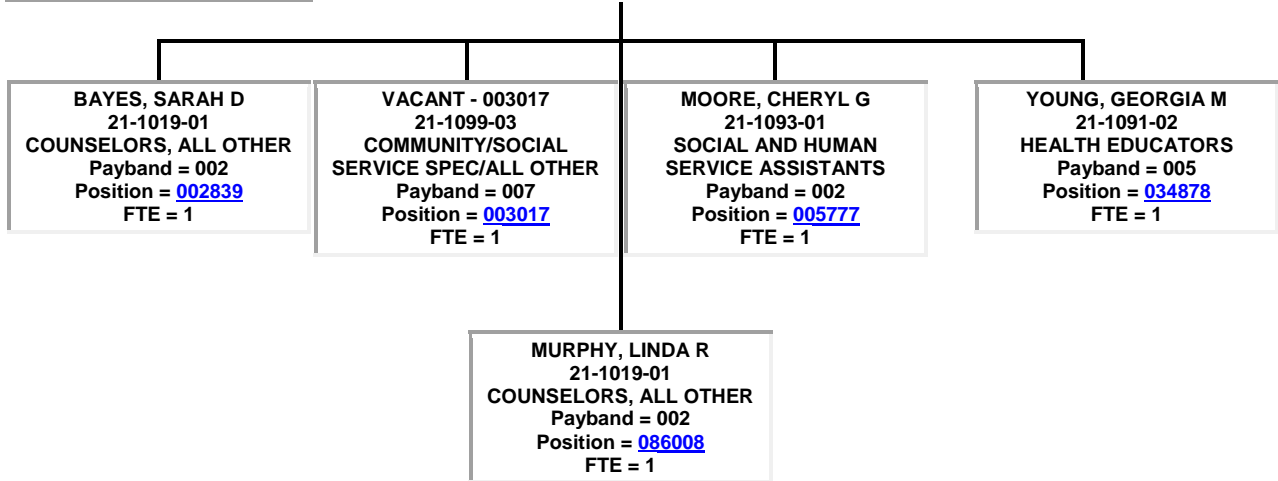 BAYES, SARAH D
21-1019-01
COUNSELORS, ALL OTHER
Payband = 002
Position = 002839
FTE = 1
VACANT - 003017
21-1099-03
COMMUNITY/SOCIAL
SERVICE SPEC/ALL OTHER
Payband = 007
Position = 003017
FTE = 1
MOORE, CHERYL G
21-1093-01
SOCIAL AND HUMAN
SERVICE ASSISTANTS
Payband = 002
Position = 005777
FTE = 1
YOUNG, GEORGIA M
21-1091-02
HEALTH EDUCATORS
Payband = 005
Position = 034878
FTE = 1
MURPHY, LINDA R
21-1019-01
COUNSELORS, ALL OTHER
Payband = 002
Position = 086008
FTE = 1